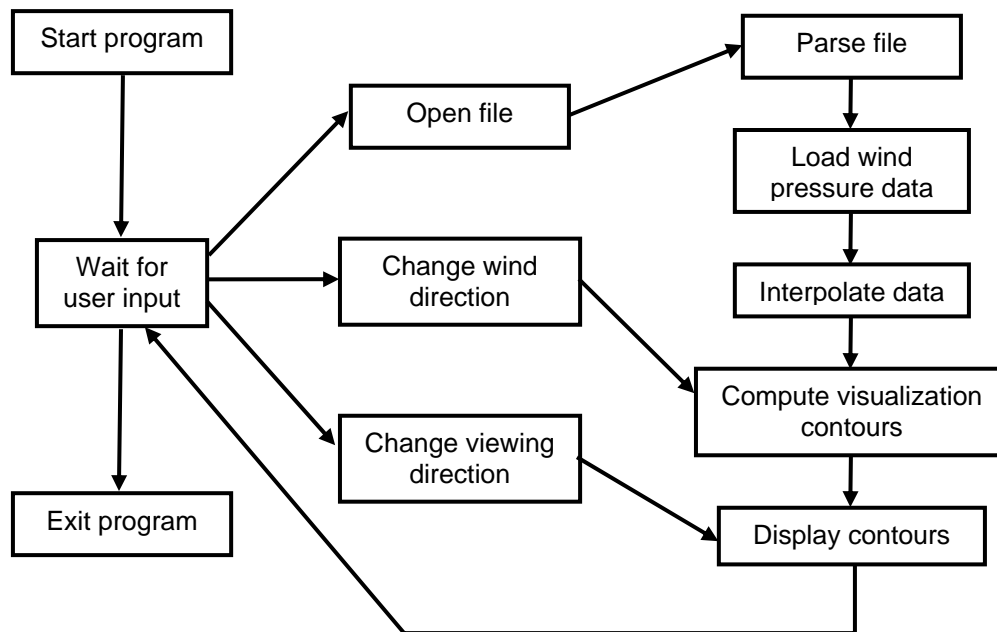 Start program
Parse file
Open file
Load wind
pressure data
Wait for
user input
Change wind
direction
Interpolate data
Compute visualization
contours
Change viewing
direction
Exit program
Display contours